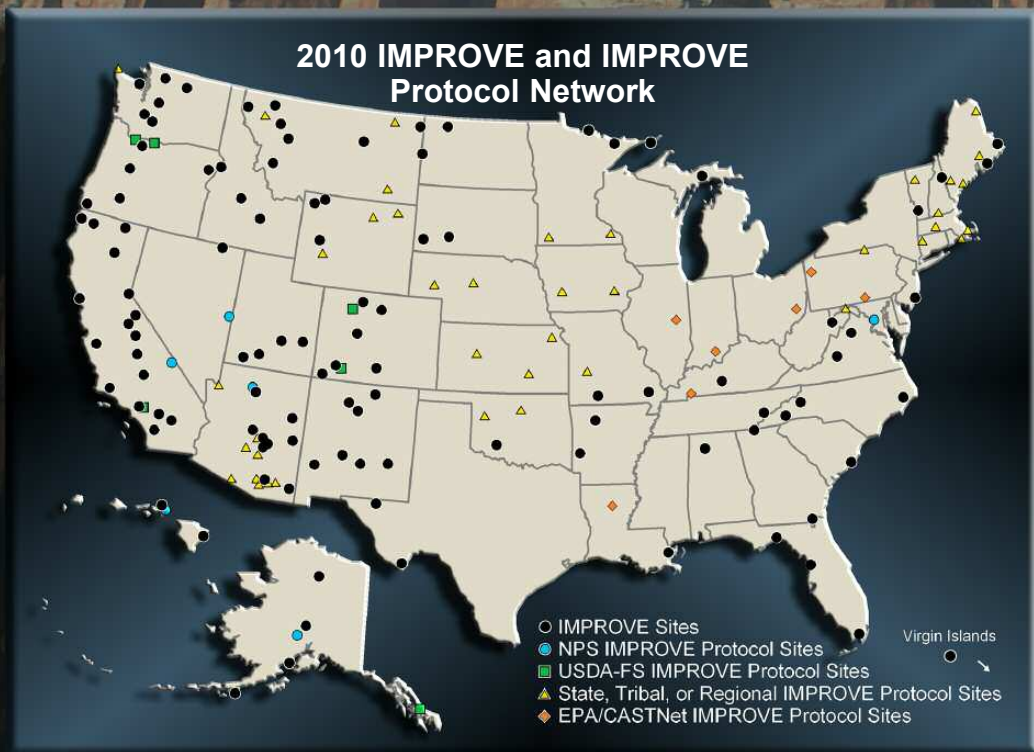 2010 IMPROVE and IMPROVE
Protocol Network
IMPROVE Sites
NPS IMPROVE Protocol Sites
USDA-FS IMPROVE Protocol Sites
State, Tribal, or Regional IMPROVE Protocol Sites
EPA/CASTNet IMPROVE Protocol Sites
Virgin Islands